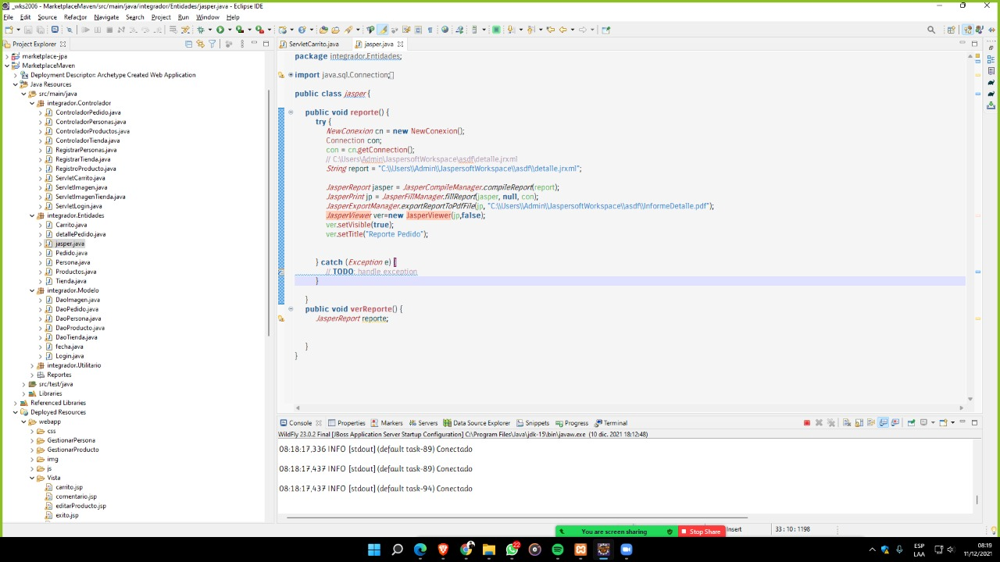 _wks2006 - MarketplaceMaven/src/main/java/integrador/Entidades/jasper.java - Eclipse IDE
File Edit Source Refactor Navigate Search Project Run Window Help
Project Explorer
ServletCarrito.java
jasper.java
marketplace-jpa
MarketplaceMaven
Deployment Descriptor: Archetype Created Web Application
Java Resources
src/main/java
integrador.Controlador
ControladorPedido.java
ControladorPersonas.java
ControladorProductos.java
ControladorTienda.java
RegistrarPersonas.java
RegistrarTienda.java
RegistroProducto.java
ServletCarrito.java
ServletImagen.java
ServletImagenTienda.java
ServletLogin.java
integrador.Entidades
Carrito.java
detallePedido.java
jasper.java
Pedido.java
Persona.java
Productos.java
Tienda.java
integrador.Modelo
DaoImagen.java
DaoPedido.java
DaoPersona.java
DaoProducto.java
DaoTienda.java
fecha.java
Login.java
integrador.Utilitario
Reportes
src/test/java
Libraries
Referenced Libraries
Deployed Resources
webapp
css
GestionarPersona
GestionarProducto
img
js
Vista
carrito.jsp
comentario.jsp
editarProducto.jsp
exito.jsp
package integrador.Entidades;
import java.sql.Connection;
public class jasper {
public void reporte() {
try {
NewConexion cn = new NewConexion();
Connection con;
con = cn.getConnection();
// C:\Users\Admin\JaspersoftWorkspace\asdf\detalle.jrxml
String report = "C:\\Users\\Admin\\JaspersoftWorkspace\\asdf\\detalle.jrxml";
JasperReport jasper = JasperCompileManager.compileReport(report);
JasperPrint jp = JasperFillManager.fillReport(jasper, null, con);
JasperExportManager.exportReportToPdfFile(jp, "C:\\Users\\Admin\\JaspersoftWorkspace\\asdf\\InformeDetalle.pdf");
JasperViewer ver=new JasperViewer(jp,false);
ver.setVisible(true);
ver.setTitle("Reporte Pedido");
} catch (Exception e) {
// TODO: handle exception
}
}
public void verReporte() {
JasperReport reporte;
}
}
Console Properties Markers Servers Data Source Explorer Snippets Progress Terminal
WildFly 23.0.2 Final [JBoss Application Server Startup Configuration] C:\Program Files\Java\jdk-15\bin\javaw.exe (10 dic. 2021 18:12:48)
08:18:17,336 INFO [stdout] (default task-89) Conectado
08:18:17,437 INFO [stdout] (default task-89) Conectado
08:18:17,437 INFO [stdout] (default task-94) Conectado
You are screen sharing
Stop Share
33 : 10 : 1198
22
ESP
LAA
08:19
11/12/2021